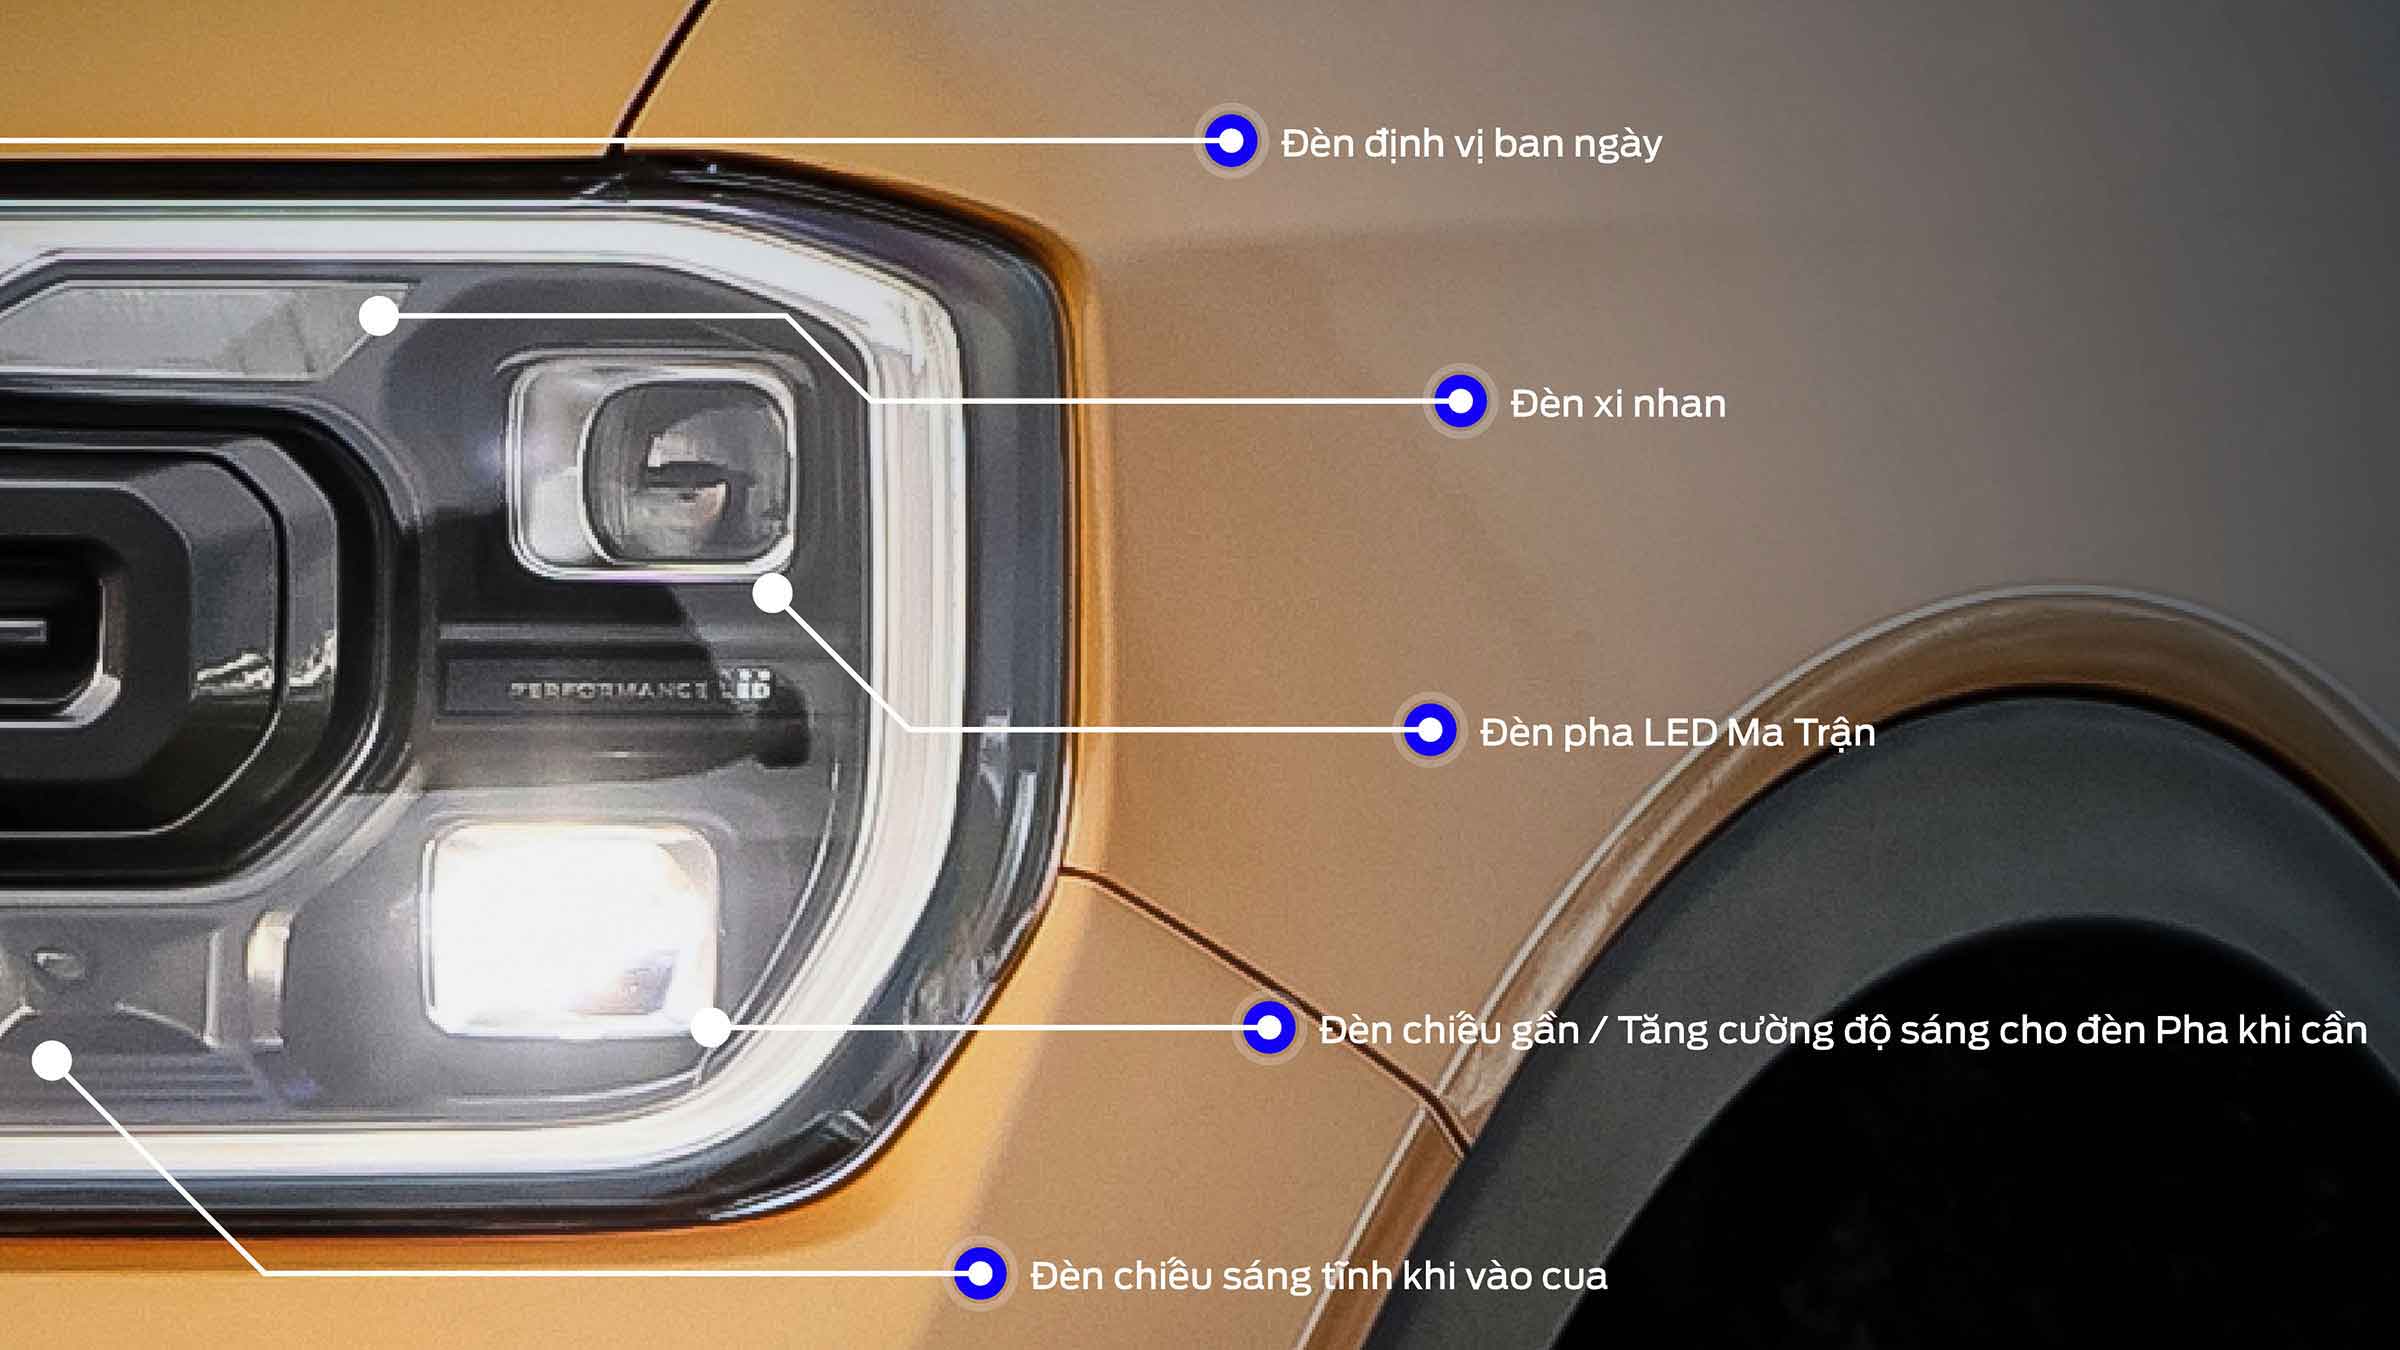 Đèn định vị ban ngày
Đèn xi nhan
PERFORMANCE LED
Đèn pha LED Ma Trận
Đèn chiếu gần / Tăng cường độ sáng cho đèn Pha khi cần
Đèn chiếu sáng tĩnh khi vào cua